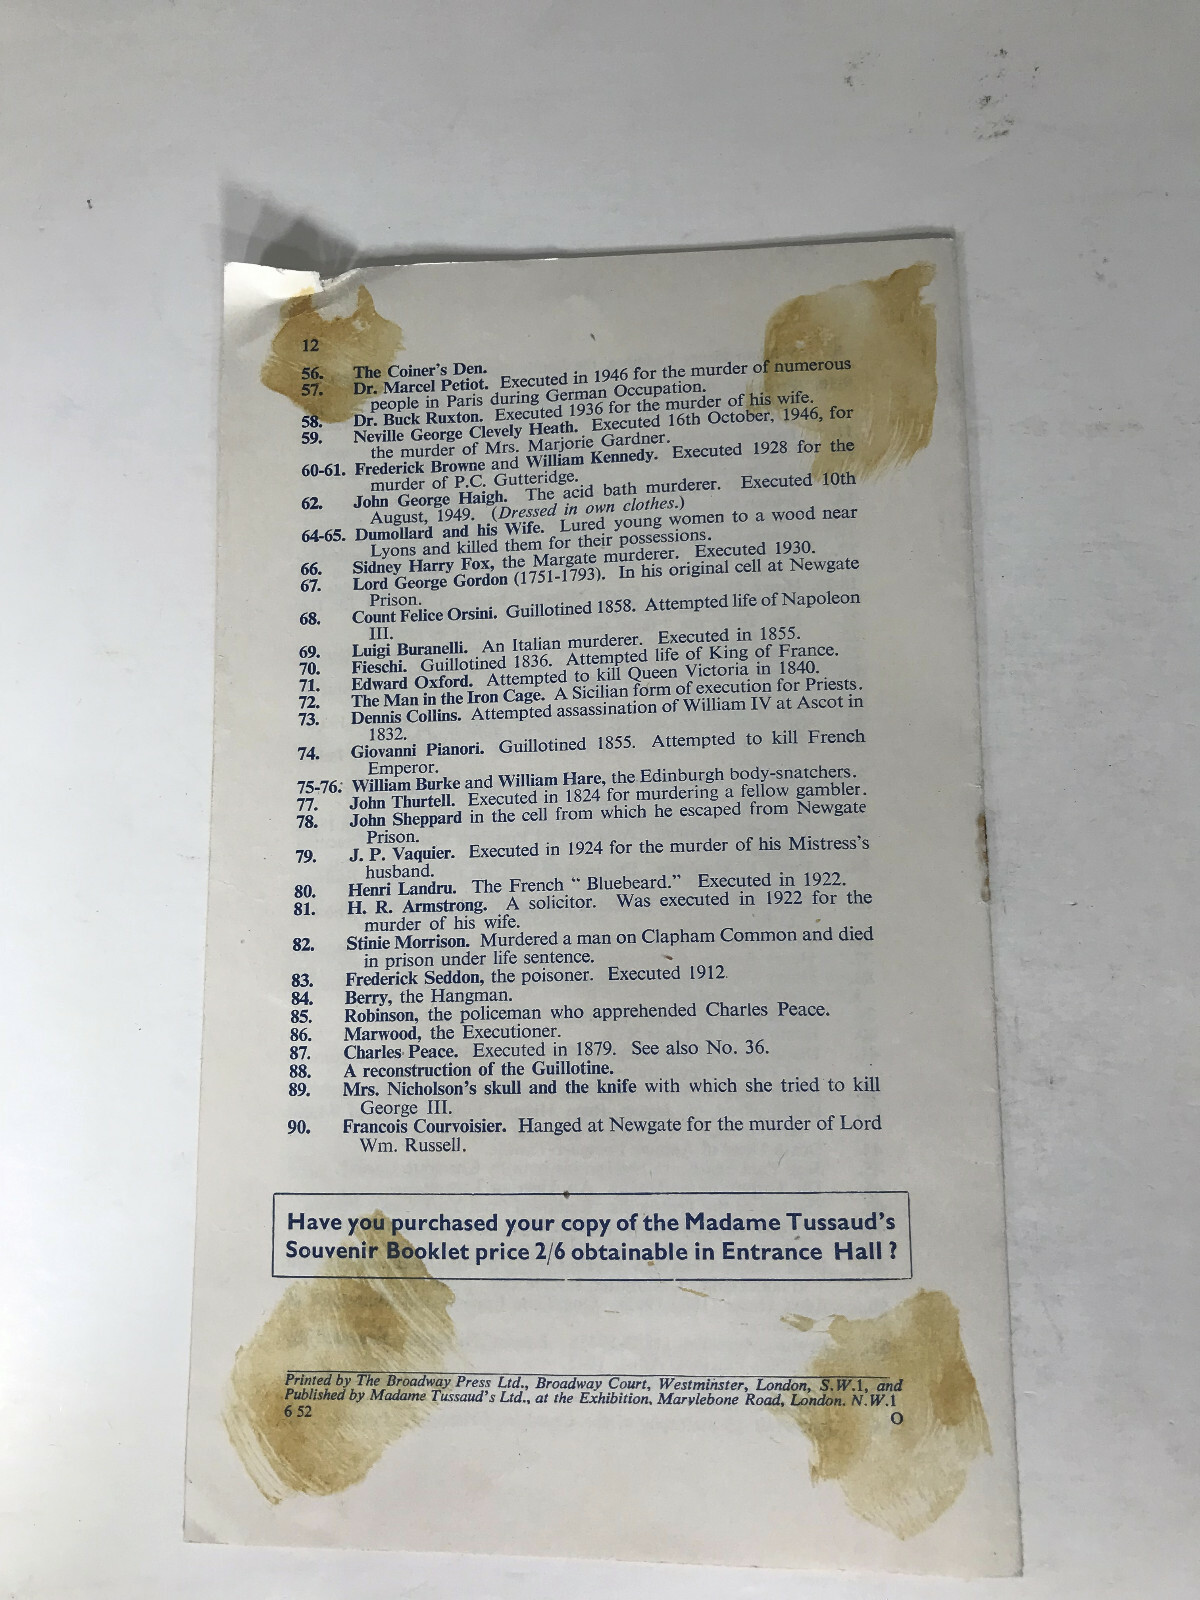 12
56. The Coiner's Den.
57. Dr. Marcel Petiot. Executed in 1946 for the murder of numerous
people in Paris during German Occupation.
58. Dr. Buck Ruxton. Executed 1936 for the murder of his wife.
59. Neville George Clevely Heath. Executed 16th October, 1946, for
the murder of Mrs. Marjorie Gardner.
60-61. Frederick Browne and William Kennedy. Executed 1928 for the
murder of P.C. Gutteridge.
62. John George Haigh. The acid bath murderer. Executed 10th
August, 1949. (Dressed in own clothes.)
64-65. Dumollard and his Wife. Lured young women to a wood near
Lyons and killed them for their possessions.
66. Sidney Harry Fox, the Margate murderer. Executed 1930.
67. Lord George Gordon (1751-1793). In his original cell at Newgate
Prison.
68. Count Felice Orsini. Guillotined 1858. Attempted life of Napoleon
III.
69. Luigi Buranelli. An Italian murderer. Executed in 1855.
70. Fieschi. Guillotined 1836. Attempted life of King of France.
71. Edward Oxford. Attempted to kill Queen Victoria in 1840.
72. The Man in the Iron Cage. A Sicilian form of execution for Priests.
73. Dennis Collins. Attempted assassination of William IV at Ascot in
1832.
74. Giovanni Pianori. Guillotined 1855. Attempted to kill French
Emperor.
75-76. William Burke and William Hare, the Edinburgh body-snatchers.
77. John Thurtell. Executed in 1824 for murdering a fellow gambler.
78. John Sheppard in the cell from which he escaped from Newgate
Prison.
79. J. P. Vaquier. Executed in 1924 for the murder of his Mistress's
husband.
80. Henri Landru. The French "Bluebeard." Executed in 1922.
81. H. R. Armstrong. A solicitor. Was executed in 1922 for the
murder of his wife.
82. Stinie Morrison. Murdered a man on Clapham Common and died
in prison under life sentence.
83. Frederick Seddon, the poisoner. Executed 1912.
84. Berry, the Hangman.
85. Robinson, the policeman who apprehended Charles Peace.
86. Marwood, the Executioner.
87. Charles Peace. Executed in 1879. See also No. 36.
88. A reconstruction of the Guillotine.
89. Mrs. Nicholson's skull and the knife with which she tried to kill
George III.
90. Francois Courvoisier. Hanged at Newgate for the murder of Lord
Wm. Russell.
Have you purchased your copy of the Madame Tussaud's
Souvenir Booklet price 2/6 obtainable in Entrance Hall ?
Printed by The Broadway Press Ltd., Broadway Court, Westminster, London, S.W.1, and
Published by Madame Tussaud's Ltd., at the Exhibition, Marylebone Road, London. N.W.1
6 52 O